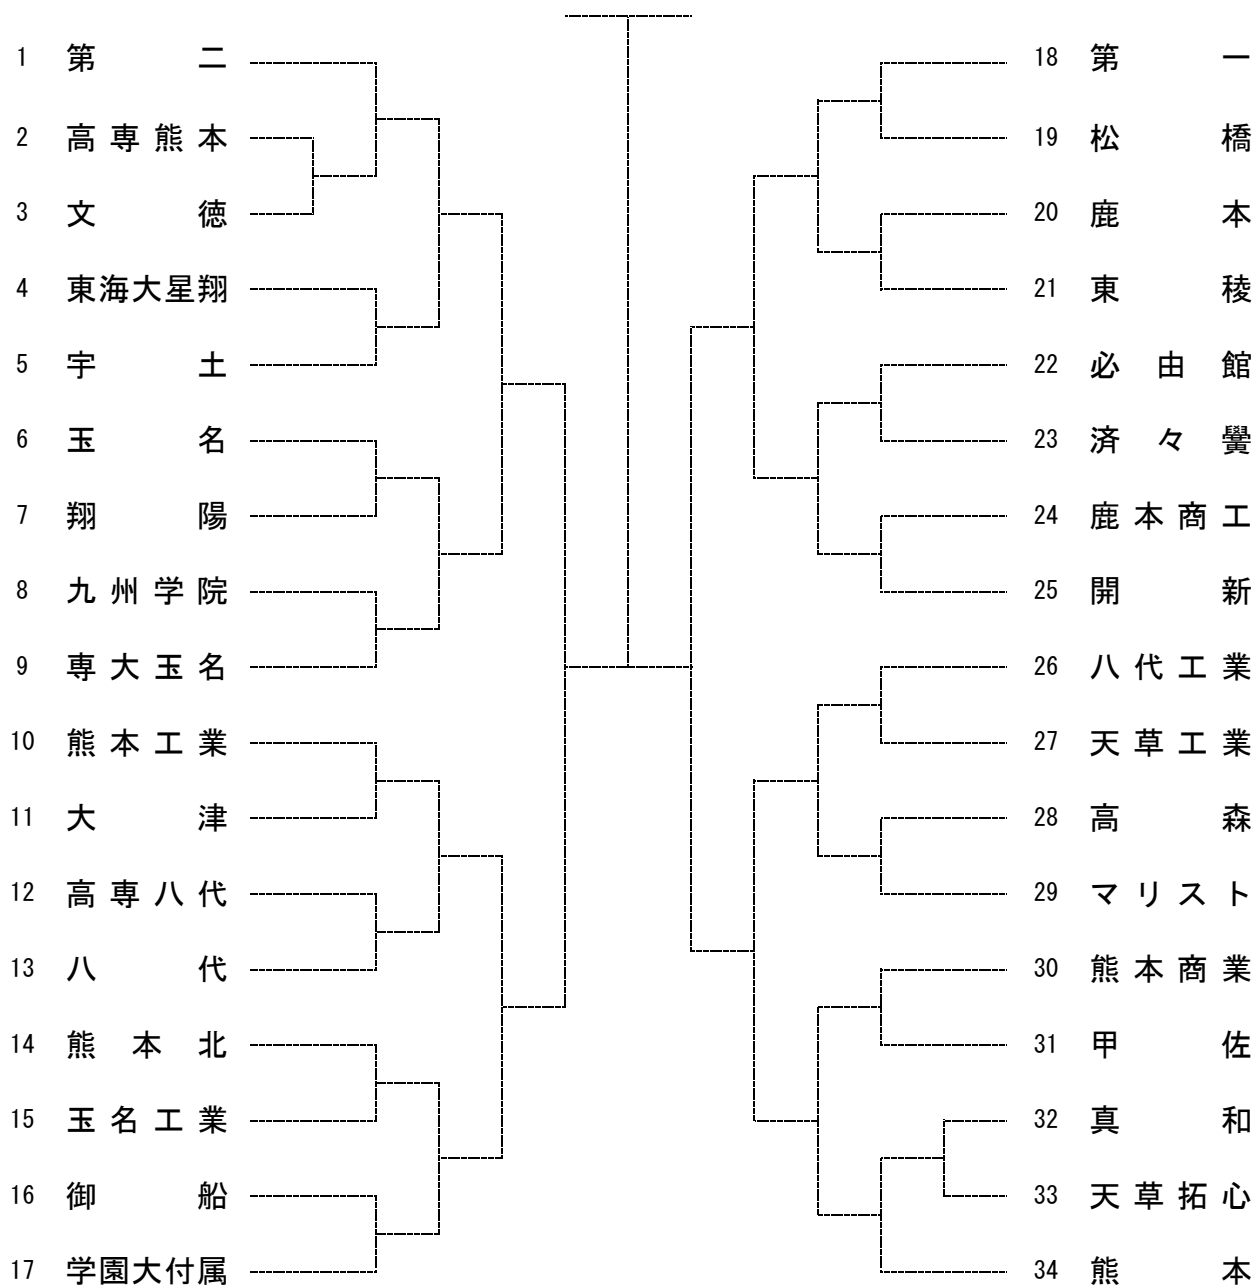 1 第二
2 高専熊本
3 文徳
4 東海大星翔
5 宇土
6 玉名
7 翔陽
8 九州学院
9 専大玉名
10 熊本工業
11 大津
12 高専八代
13 八代
14 熊本北
15 玉名工業
16 御船
17 学園大付属
18 第一
19 松橋
20 鹿本
21 東稜
22 必由館
23 済々黌
24 鹿本商工
25 開新
26 八代工業
27 天草工業
28 高森
29 マリスト
30 熊本商業
31 甲佐
32 真和
33 天草拓心
34 熊本